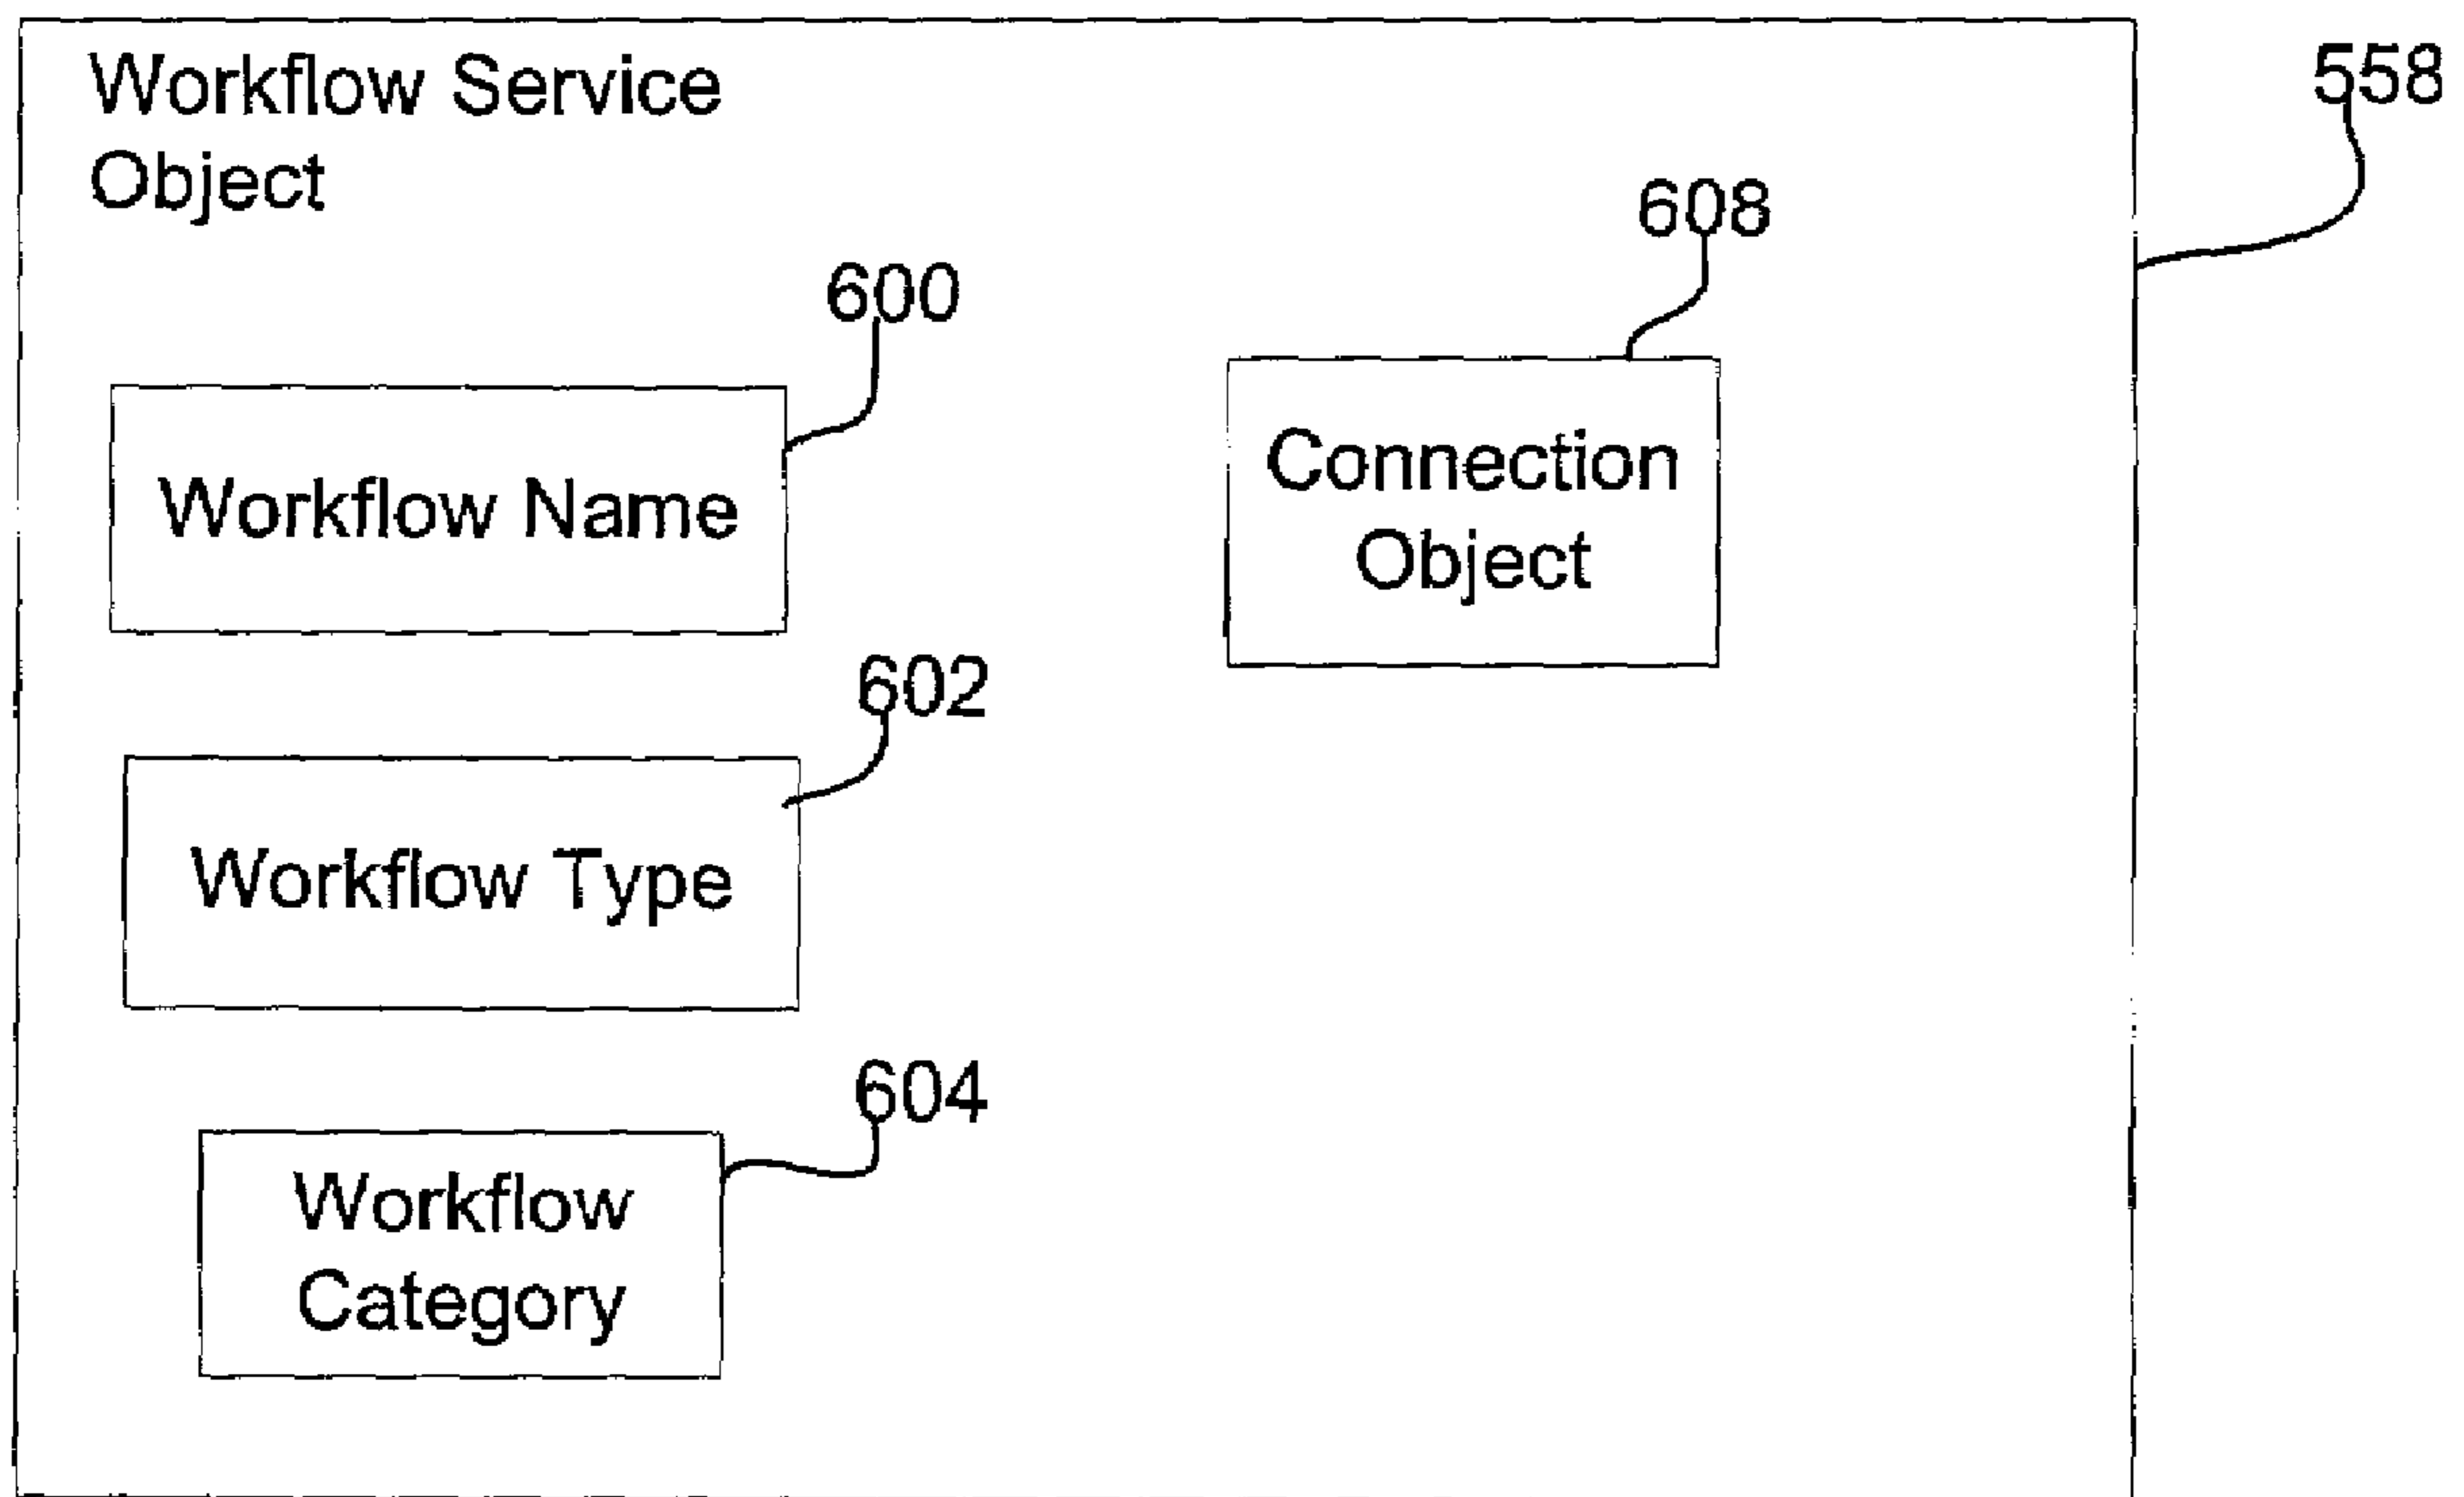 Workflow Service
Object
558
608
600
Connection
Object
Workflow Name
602
Workflow Type
604
Workflow
Category